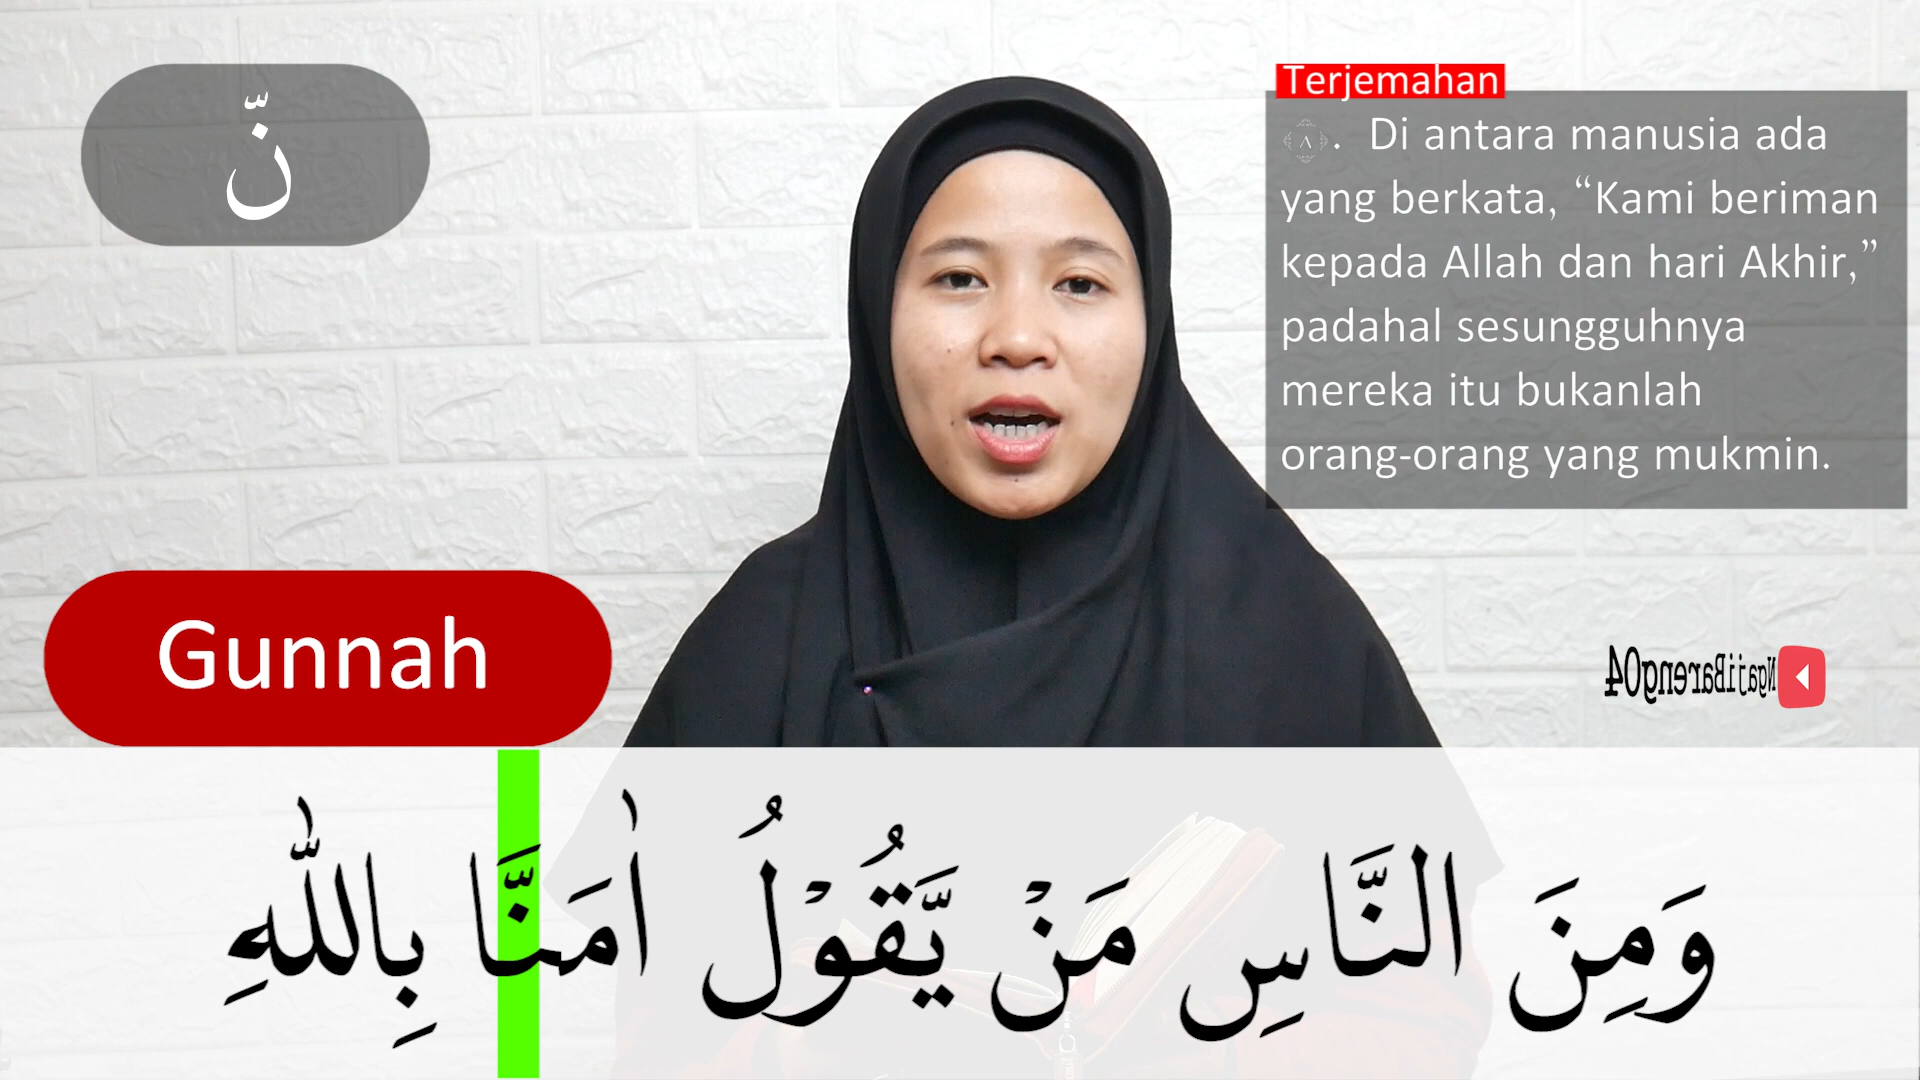 نّ
Terjemahan
٨. Di antara manusia ada
yang berkata, “Kami beriman
kepada Allah dan hari Akhir,”
padahal sesungguhnya
mereka itu bukanlah
orang-orang yang mukmin.
Gunnah
NgajiBareng04
وَمِنَ النَّاسِ مَنْ يَّقُوْلُ اٰمَنَّا بِاللّٰهِ